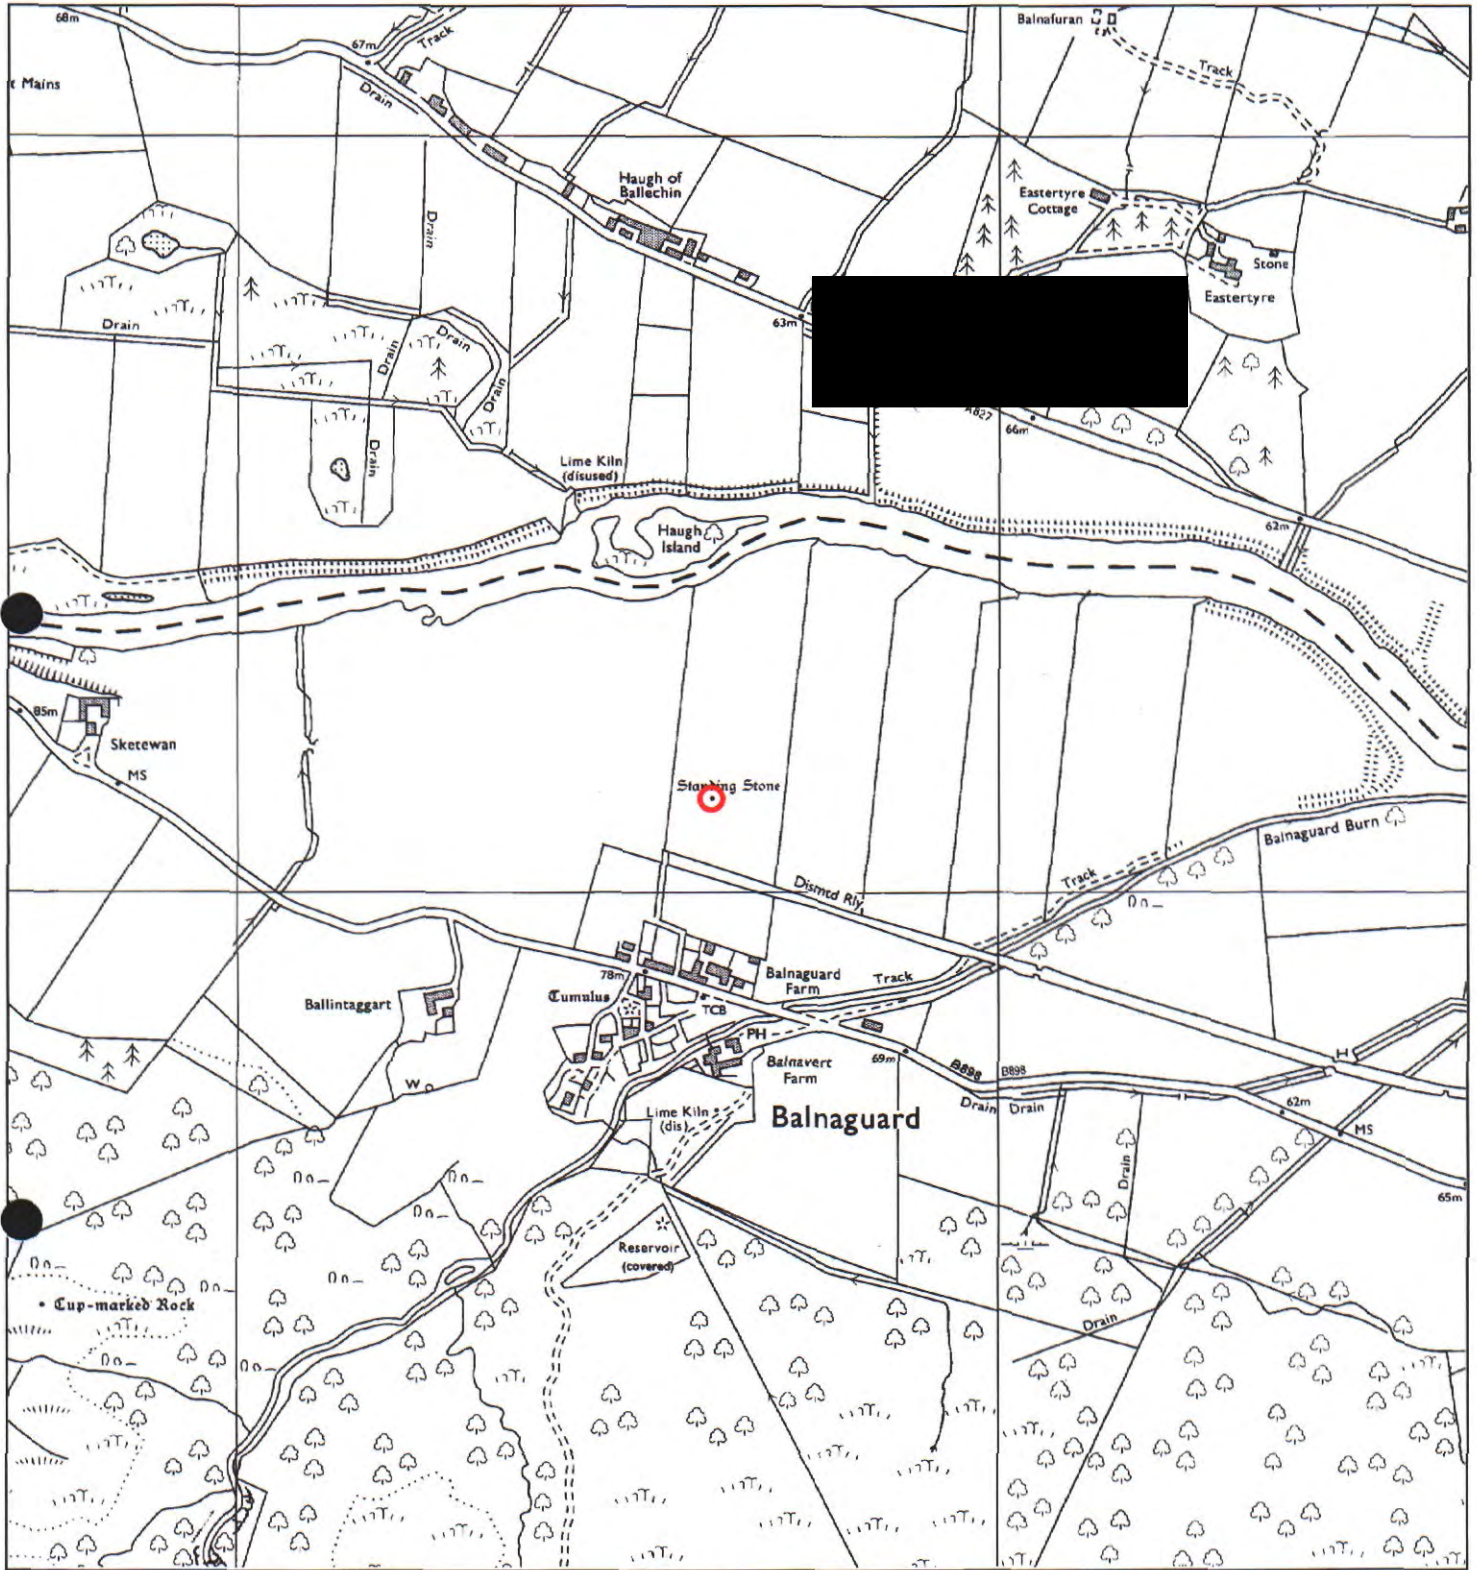 68m
Balnafuran
67m
Track
Track
Mains
Drain
Haugh of
Ballechin
Eastertyre
Cottage
Drain
Stone
Eastertyre
Drain
63m
Drain
Drain
Drain
A827
66m
Drain
Lime Kiln
(disused)
Haugh
Island
62m
85m
Sketewan
MS
Standing Stone
Balnaguard Burn
Track
Dismtd Rly
78m
Balnaguard
Farm
Track
Ballintaggart
Tumulus
TCB
PH
69m
H
Balnavert
Farm
B898
B898
W
Drain
Drain
62m
Lime Kiln
(dis)
Balnaguard
MS
Drain
65m
Reservoir
(covered)
Cup-marked Rock
Drain